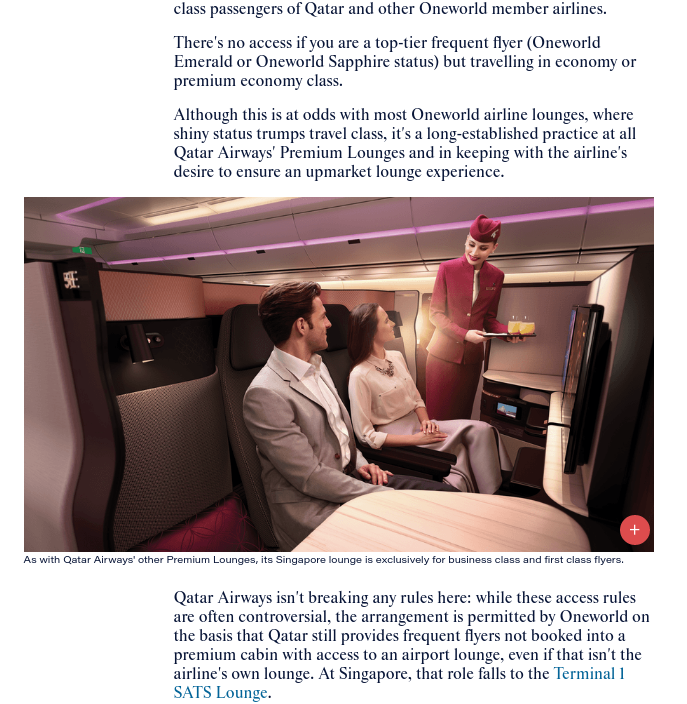 class passengers of Qatar and other Oneworld member airlines.
There's no access if you are a top-tier frequent flyer (Oneworld
Emerald or Oneworld Sapphire status) but travelling in economy or
premium economy class.
Although this is at odds with most Oneworld airline lounges, where
shiny status trumps travel class, it's a long-established practice at all
Qatar Airways' Premium Lounges and in keeping with the airline's
desire to ensure an upmarket lounge experience.
+
As with Qatar Airways' other Premium Lounges, its Singapore lounge is exclusively for business class and first class flyers.
Qatar Airways isn't breaking any rules here: while these access rules
are often controversial, the arrangement is permitted by Oneworld on
the basis that Qatar still provides frequent flyers not booked into a
premium cabin with access to an airport lounge, even if that isn't the
airline's own lounge. At Singapore, that role falls to the Terminal 1
SATS Lounge.